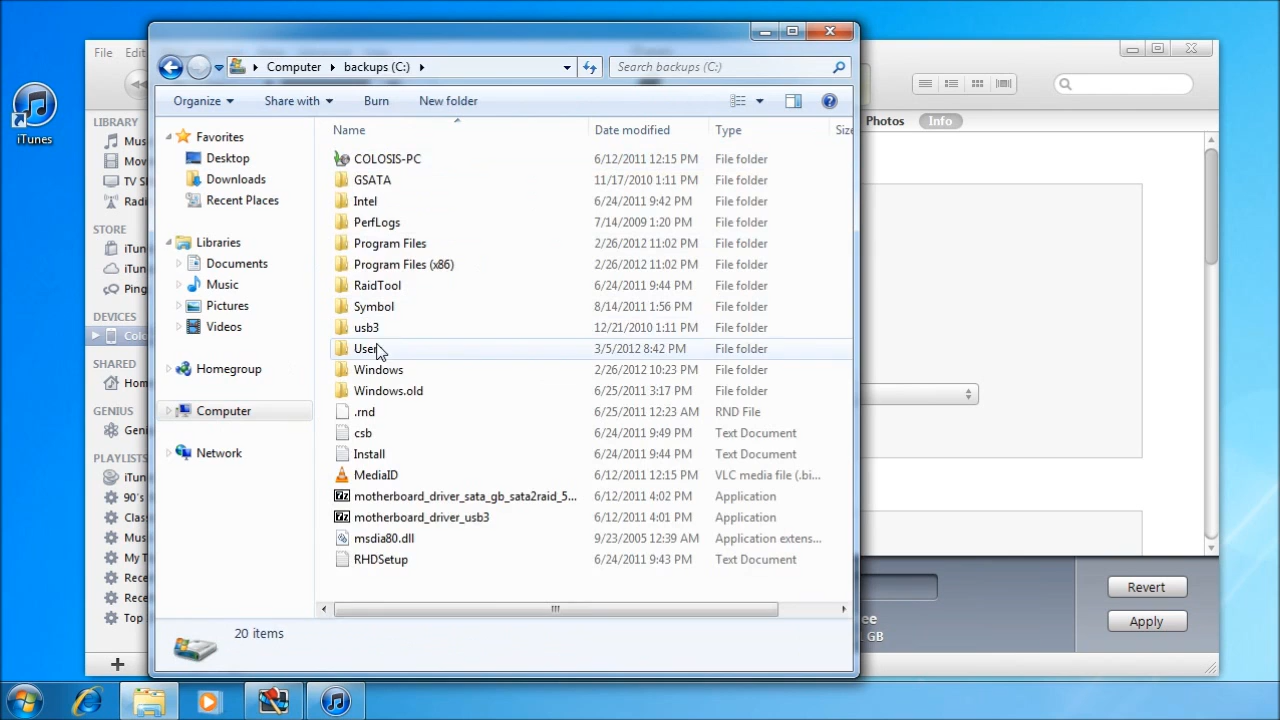 File Edit
iTunes
Computer backups (C:)
Search backups (C:)
Organize Share with Burn New folder
Photos Info
LIBRARY
STORE
DEVICES
SHARED
GENIUS
PLAYLISTS
90's
My T
Top
Favorites
Desktop
Downloads
Recent Places
Libraries
Documents
Music
Pictures
Videos
Homegroup
Computer
Network
Name Date modified Type Size
COLOSIS-PC 6/12/2011 12:15 PM File folder
GSATA 11/17/2010 1:11 PM File folder
Intel 6/24/2011 9:42 PM File folder
PerfLogs 7/14/2009 1:20 PM File folder
Program Files 2/26/2012 11:02 PM File folder
Program Files (x86) 2/26/2012 11:02 PM File folder
RaidTool 6/24/2011 9:44 PM File folder
Symbol 8/14/2011 1:56 PM File folder
usb3 12/21/2010 1:11 PM File folder
Users 3/5/2012 8:42 PM File folder
Windows 2/26/2012 10:23 PM File folder
Windows.old 6/25/2011 3:17 PM File folder
.rnd 6/25/2011 12:23 AM RND File
csb 6/24/2011 9:49 PM Text Document
Install 6/24/2011 9:44 PM Text Document
MediaID 6/12/2011 12:15 PM VLC media file (.bi...
motherboard_driver_sata_gb_sata2raid_5... 6/12/2011 4:02 PM Application
motherboard_driver_usb3 6/12/2011 4:01 PM Application
msdia80.dll 9/23/2005 12:39 AM Application extens...
RHDSetup 6/24/2011 9:43 PM Text Document
20 items
ee
GB
Revert
Apply